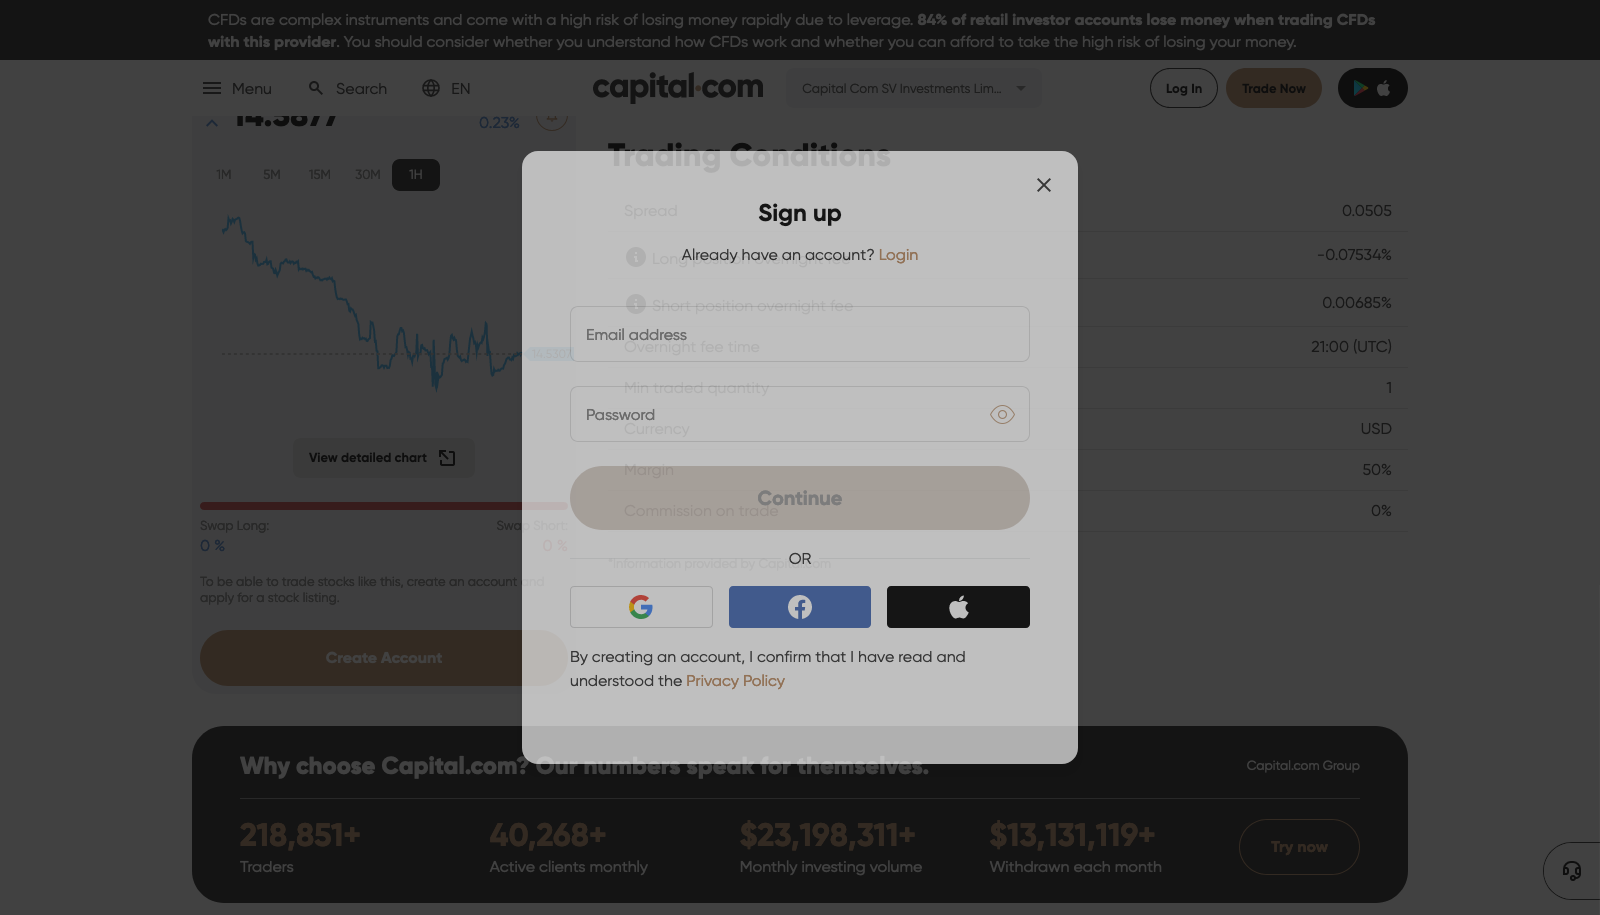 CFDs are complex instruments and come with a high risk of losing money rapidly due to leverage. 84% of retail investor accounts lose money when trading CFDs
with this provider. You should consider whether you understand how CFDs work and whether you can afford to take the high risk of losing your money.
Menu
Search
EN
capital.com
Capital Com SV Investments Lim...
Log In
Trade Now
0.23%
1M
5M
15M
30M
1H
View detailed chart
Swap Long:
0 %
Swap Short:
0 %
To be able to trade stocks like this, create an account and
apply for a stock listing.
Create Account
Trading Conditions
Spread
0.0505
-0.07534%
Short position overnight fee
0.00685%
Overnight fee time
21:00 (UTC)
Min traded quantity
1
Currency
USD
Margin
50%
Commission on trade
0%
*Information provided by Capital.com
Sign up
Already have an account? Login
Email address
Password
Continue
OR
By creating an account, I confirm that I have read and
understood the Privacy Policy
Why choose Capital.com? Our numbers speak for themselves.
Capital.com Group
218,851+
Traders
40,268+
Active clients monthly
$23,198,311+
Monthly investing volume
$13,131,119+
Withdrawn each month
Try now